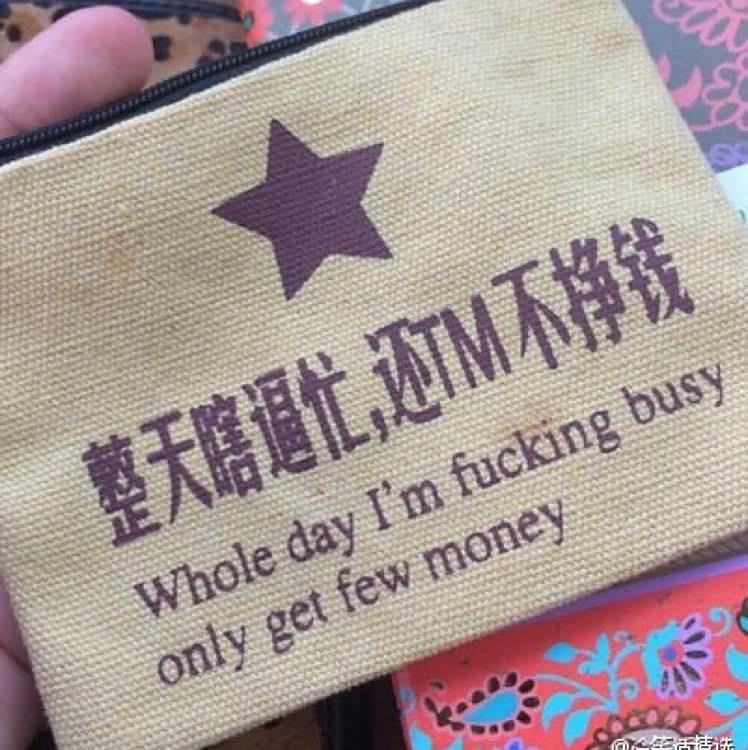 整天瞎逼忙,还TM不挣钱
Whole day I'm fucking busy
only get few money